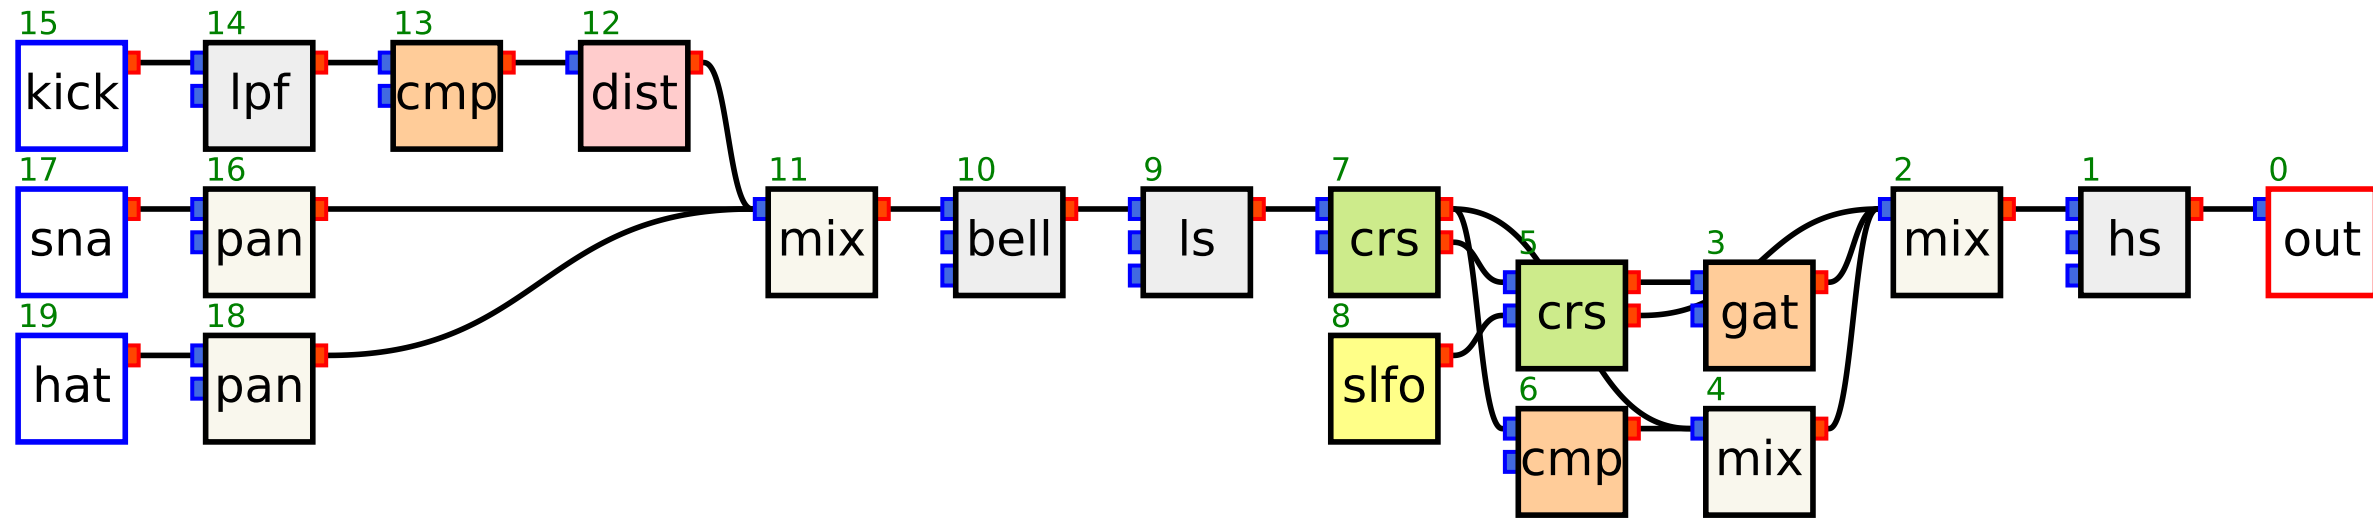 15 14 13 12
kick lpf cmp dist
17 16 11 10 9 7 2 1 0
sna pan mix bell ls crs mix hs out
5 3
crs gat
19 18 8
hat pan slfo
6 4
cmp mix